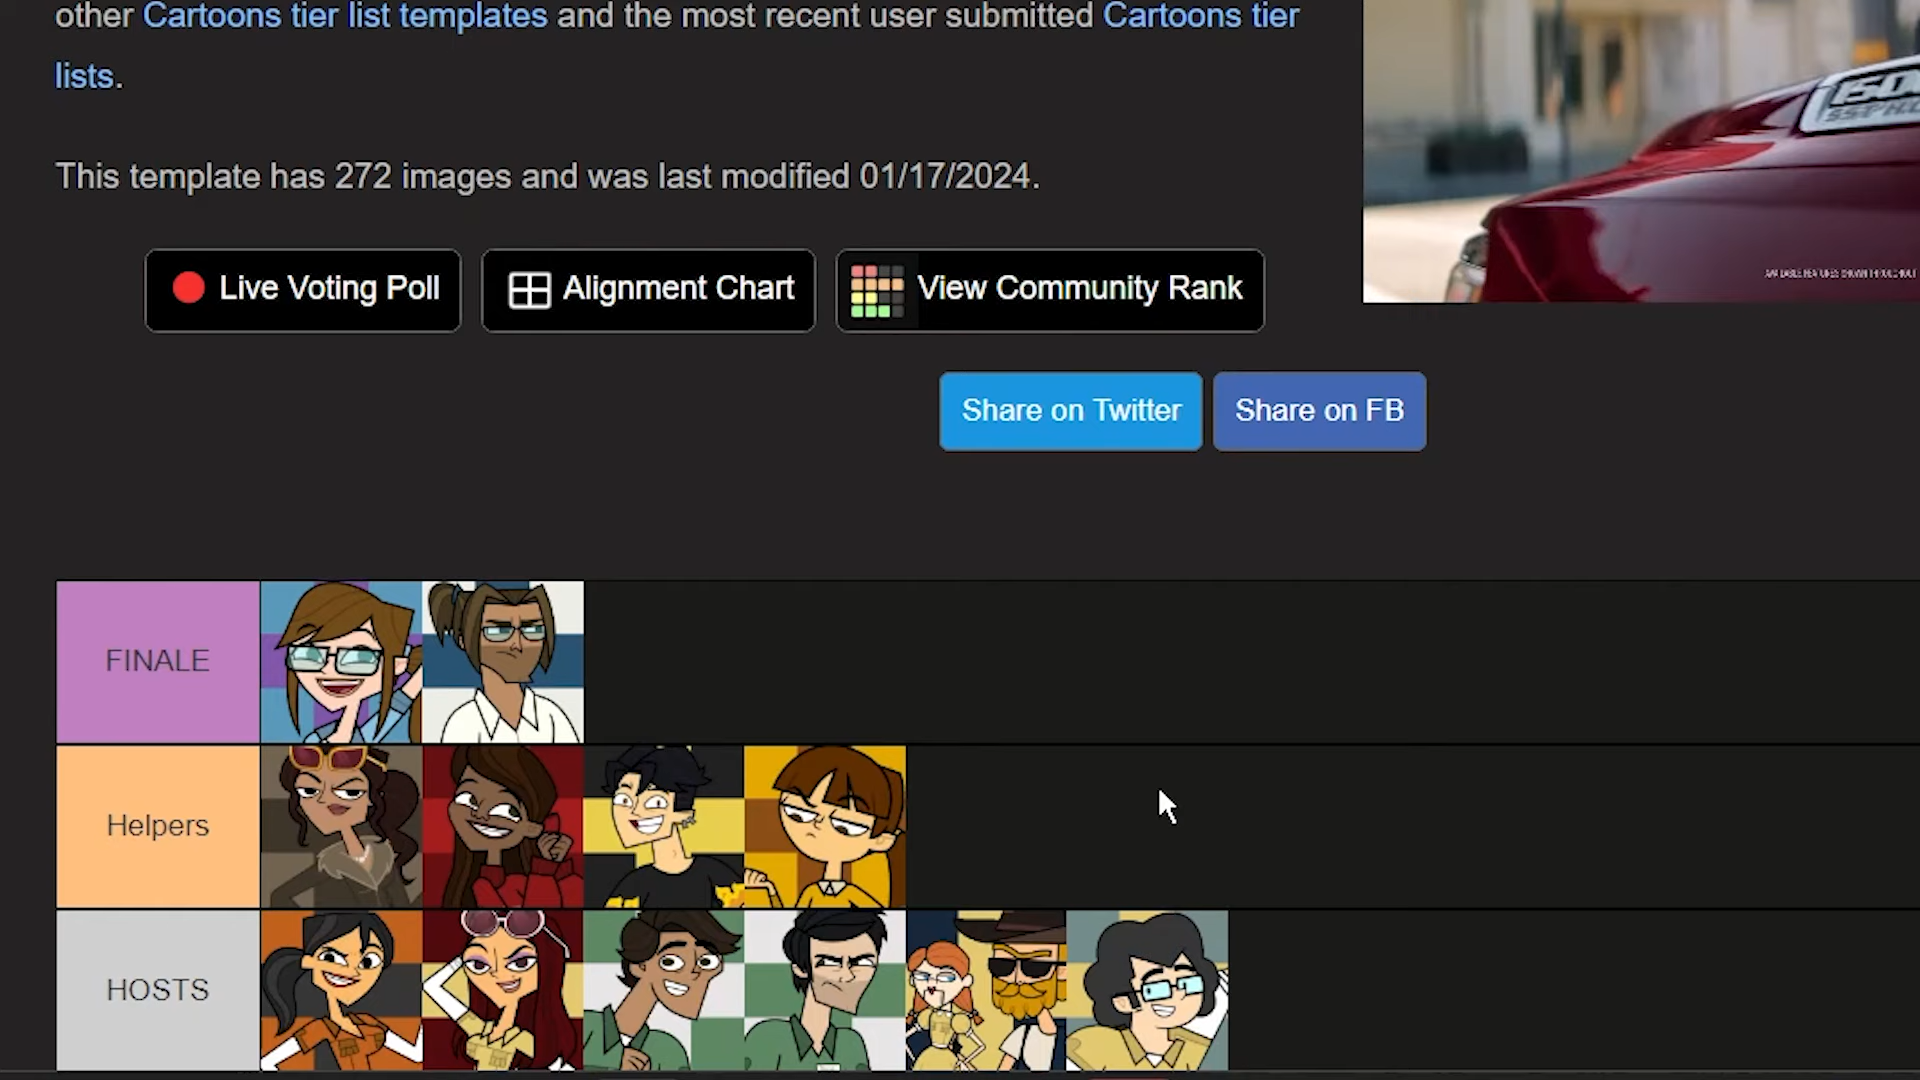 other Cartoons tier list templates and the most recent user submitted Cartoons tier
lists.
This template has 272 images and was last modified 01/17/2024.
Live Voting Poll
Alignment Chart
View Community Rank
Share on Twitter
Share on FB
FINALE
Helpers
HOSTS